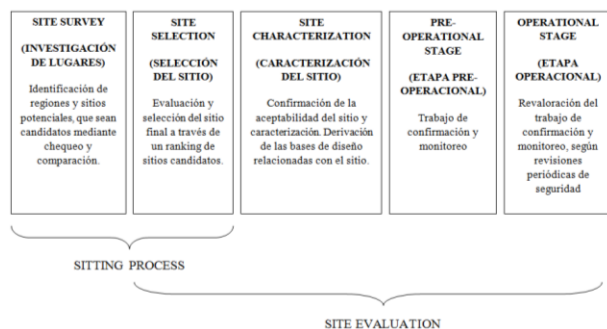 SITE SURVEY
(INVESTIGACIÓN
DE LUGARES)
Identificación de
regiones y sitios
potenciales, que sean
candidatos mediante
chequeo y
comparación.
SITE
SELECTION
(SELECCIÓN
DEL SITIO)
Evaluación y
selección del sitio
final a través de
un ranking de
sitios candidatos.
SITE
CHARACTERIZATION
(CARACTERIZACIÓN
DEL SITIO)
Confirmación de la
aceptabilidad del sitio y
caracterización. Derivación
de las bases de diseño
relacionadas con el sitio.
PRE-
OPERATIONAL
STAGE
(ETAPA PRE-
OPERACIONAL)
Trabajo de
confirmación y
monitoreo
OPERATIONAL
STAGE
(ETAPA
OPERACIONAL)
Revaloración del
trabajo de
confirmación y
monitoreo, según
revisiones
periódicas de
seguridad
SITTING PROCESS
SITE EVALUATION